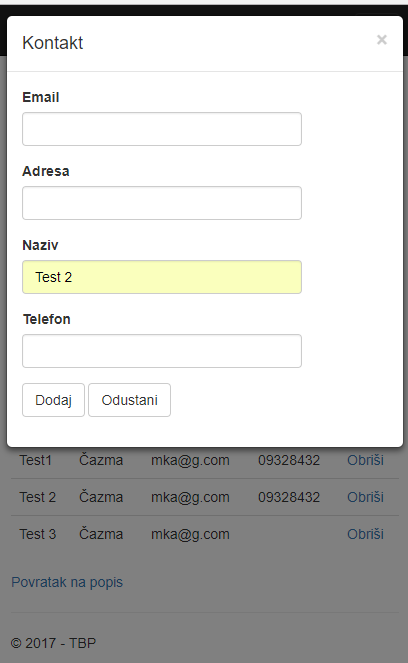 Kontakt ×
Email
Adresa
Naziv
Test 2
Telefon
Dodaj Odustani
Test1 Čazma mka@g.com 09328432 Obriši
Test 2 Čazma mka@g.com 09328432 Obriši
Test 3 Čazma mka@g.com Obriši
Povratak na popis
© 2017 - TBP